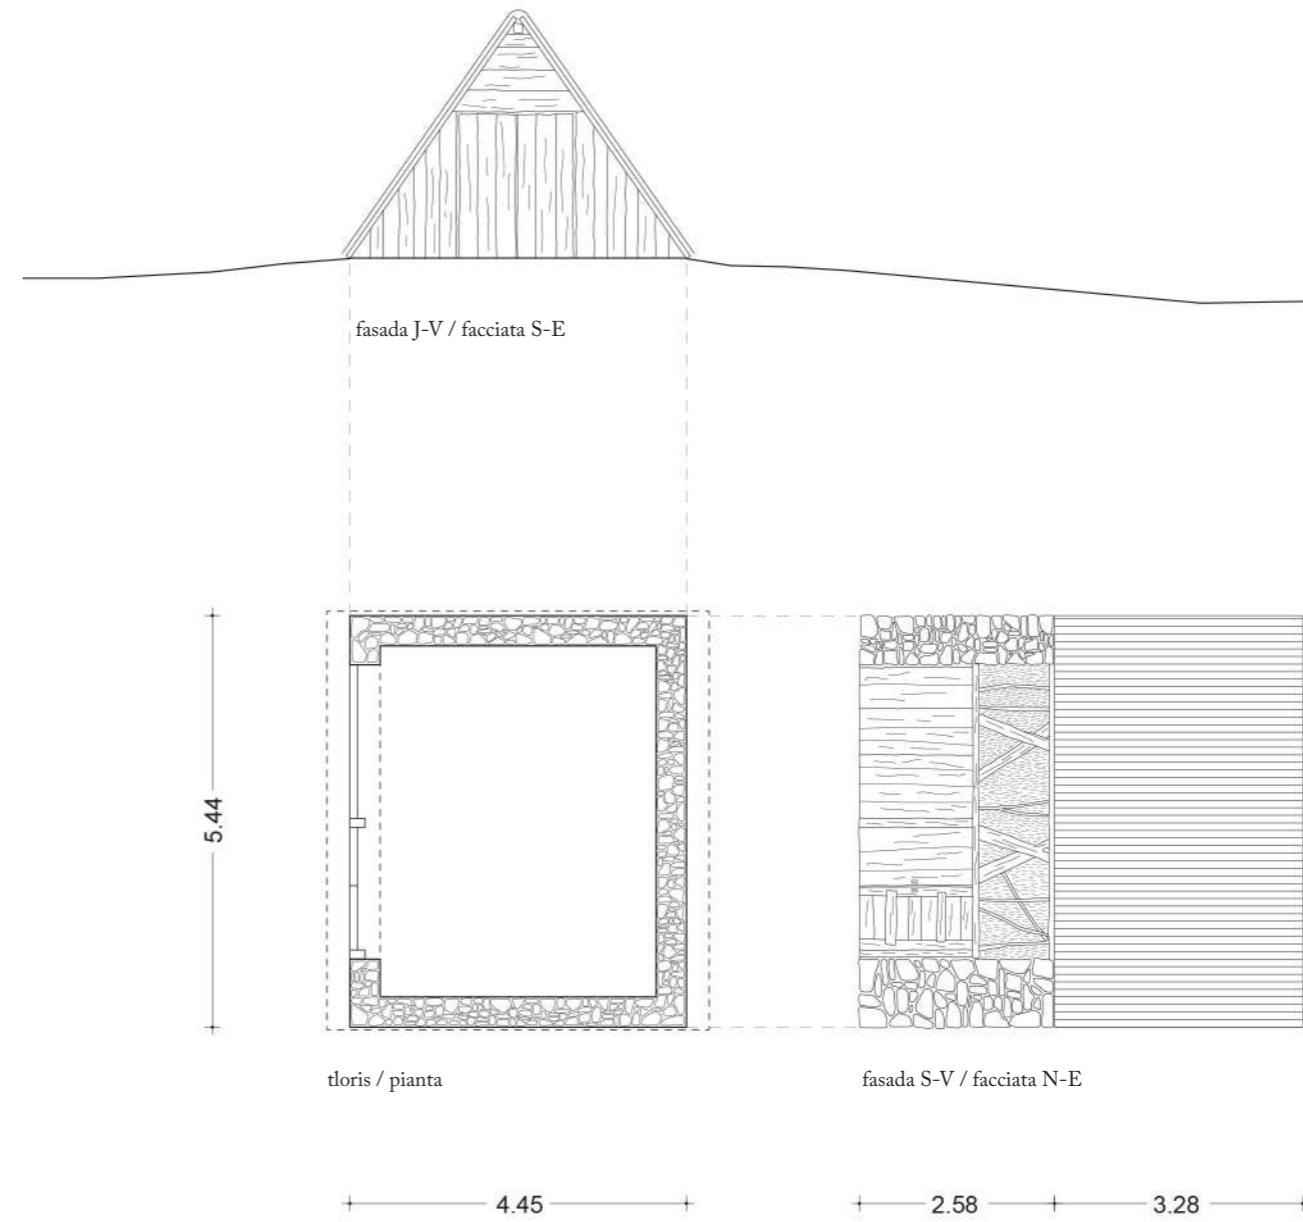 fasada J-V / facciata S-E
5.44
tloris / pianta
fasada S-V / facciata N-E
4.45
2.58
3.28